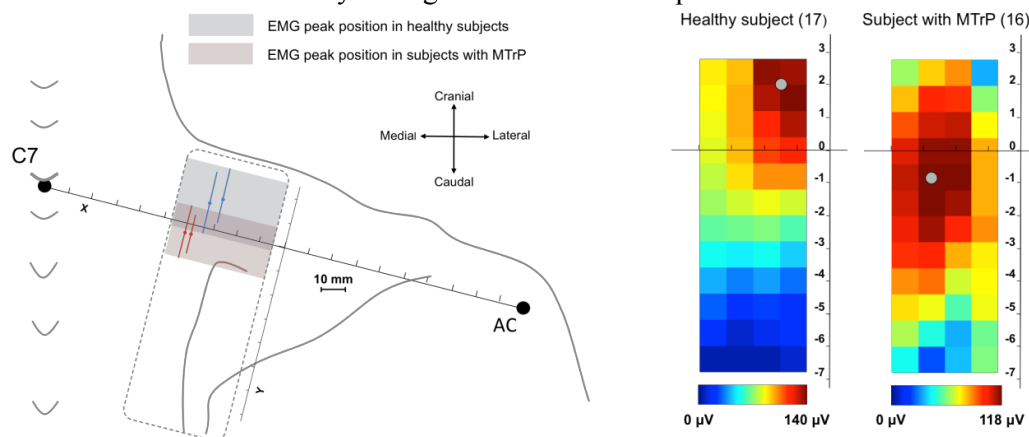 EMG peak position in healthy subjects
EMG peak position in subjects with MTrP
Cranial
Medial Lateral
Caudal
C7
X
10 mm
AC
Y
Healthy subject (17)
3
2
1
0
-1
-2
-3
-4
-5
-6
-7
0 µV 140 µV
Subject with MTrP (16)
3
2
1
0
-1
-2
-3
-4
-5
-6
-7
0 µV 118 µV